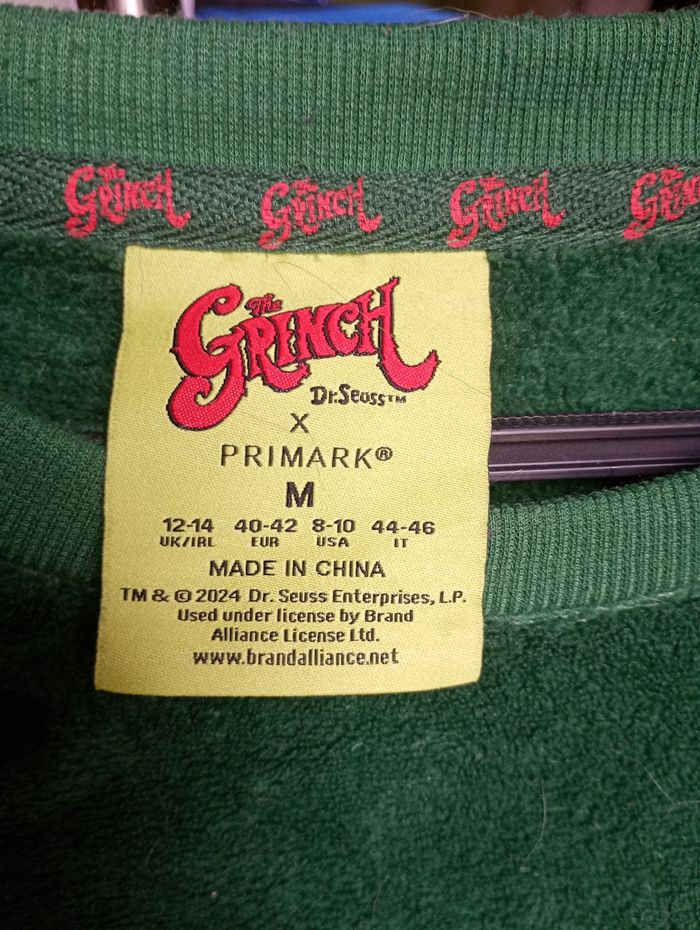 The GRINCH The GRINCH The GRINCH The GRIN
The GRINCH
Dr. Seuss™
X
PRIMARK®
M
12-14 40-42 8-10 44-46
UK/IRL EUR USA IT
MADE IN CHINA
TM & © 2024 Dr. Seuss Enterprises, L.P.
Used under license by Brand
Alliance License Ltd.
www.brandalliance.net